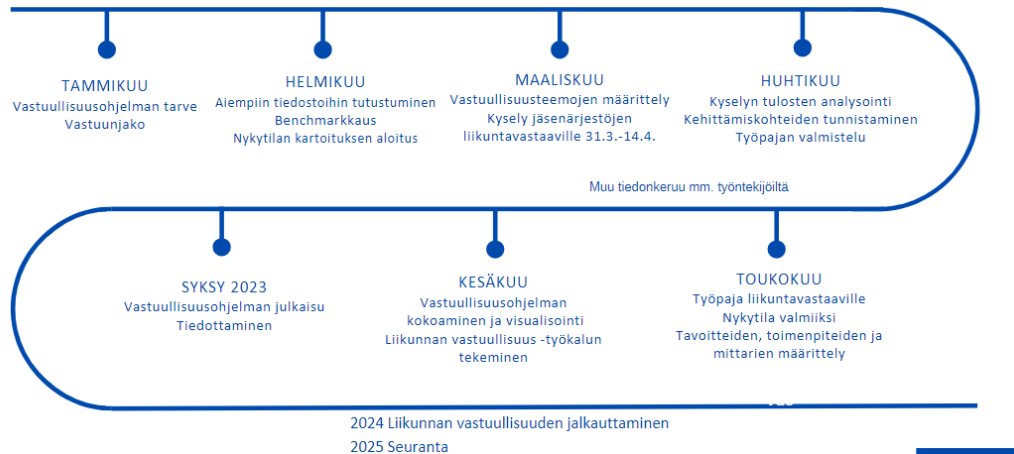 TAMMIKUU
Vastuullisuusohjelman tarve
Vastuunjako
HELMIKUU
Aiempiin tiedostoihin tutustuminen
Benchmarkkaus
Nykytilan kartoituksen aloitus
MAALISKUU
Vastuullisuusteemojen määrittely
Kysely jäsenärjestöjen
liikuntavastaaville 31.3.-14.4.
HUHTIKUU
Kyselyn tulosten analysointi
Kehittämiskohteiden tunnistaminen
Työpajan valmistelu
Muu tiedonkeruu mm. työntekijöiltä
TOUKOKUU
Työpaja liikuntavastaaville
Nykytila valmiiksi
Tavoitteiden, toimenpiteiden ja
mittarien määrittely
KESÄKUU
Vastuullisuusohjelman
kokoaminen ja visualisointi
Liikunnan vastuullisuus -työkalun
tekeminen
SYKSY 2023
Vastuullisuusohjelman julkaisu
Tiedottaminen
2024 Liikunnan vastuullisuuden jalkauttaminen
2025 Seuranta